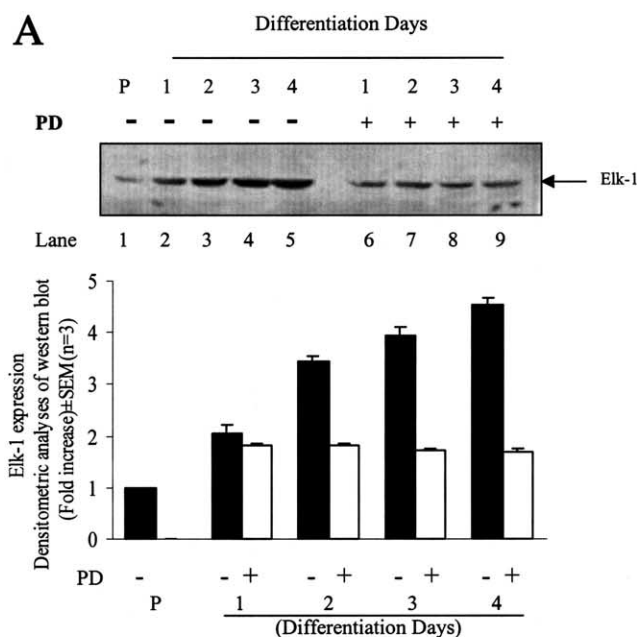 A
Differentiation Days
P 1 2 3 4 1 2 3 4
PD - - - - - + + + +
Elk-1
Lane 1 2 3 4 5 6 7 8 9
Elk-1 expression
Densitometric analyses of western blot
(Fold increase)±SEM(n=3)
5
4
3
2
1
0
PD - - + - + - + - +
P 1 2 3 4
(Differentiation Days)